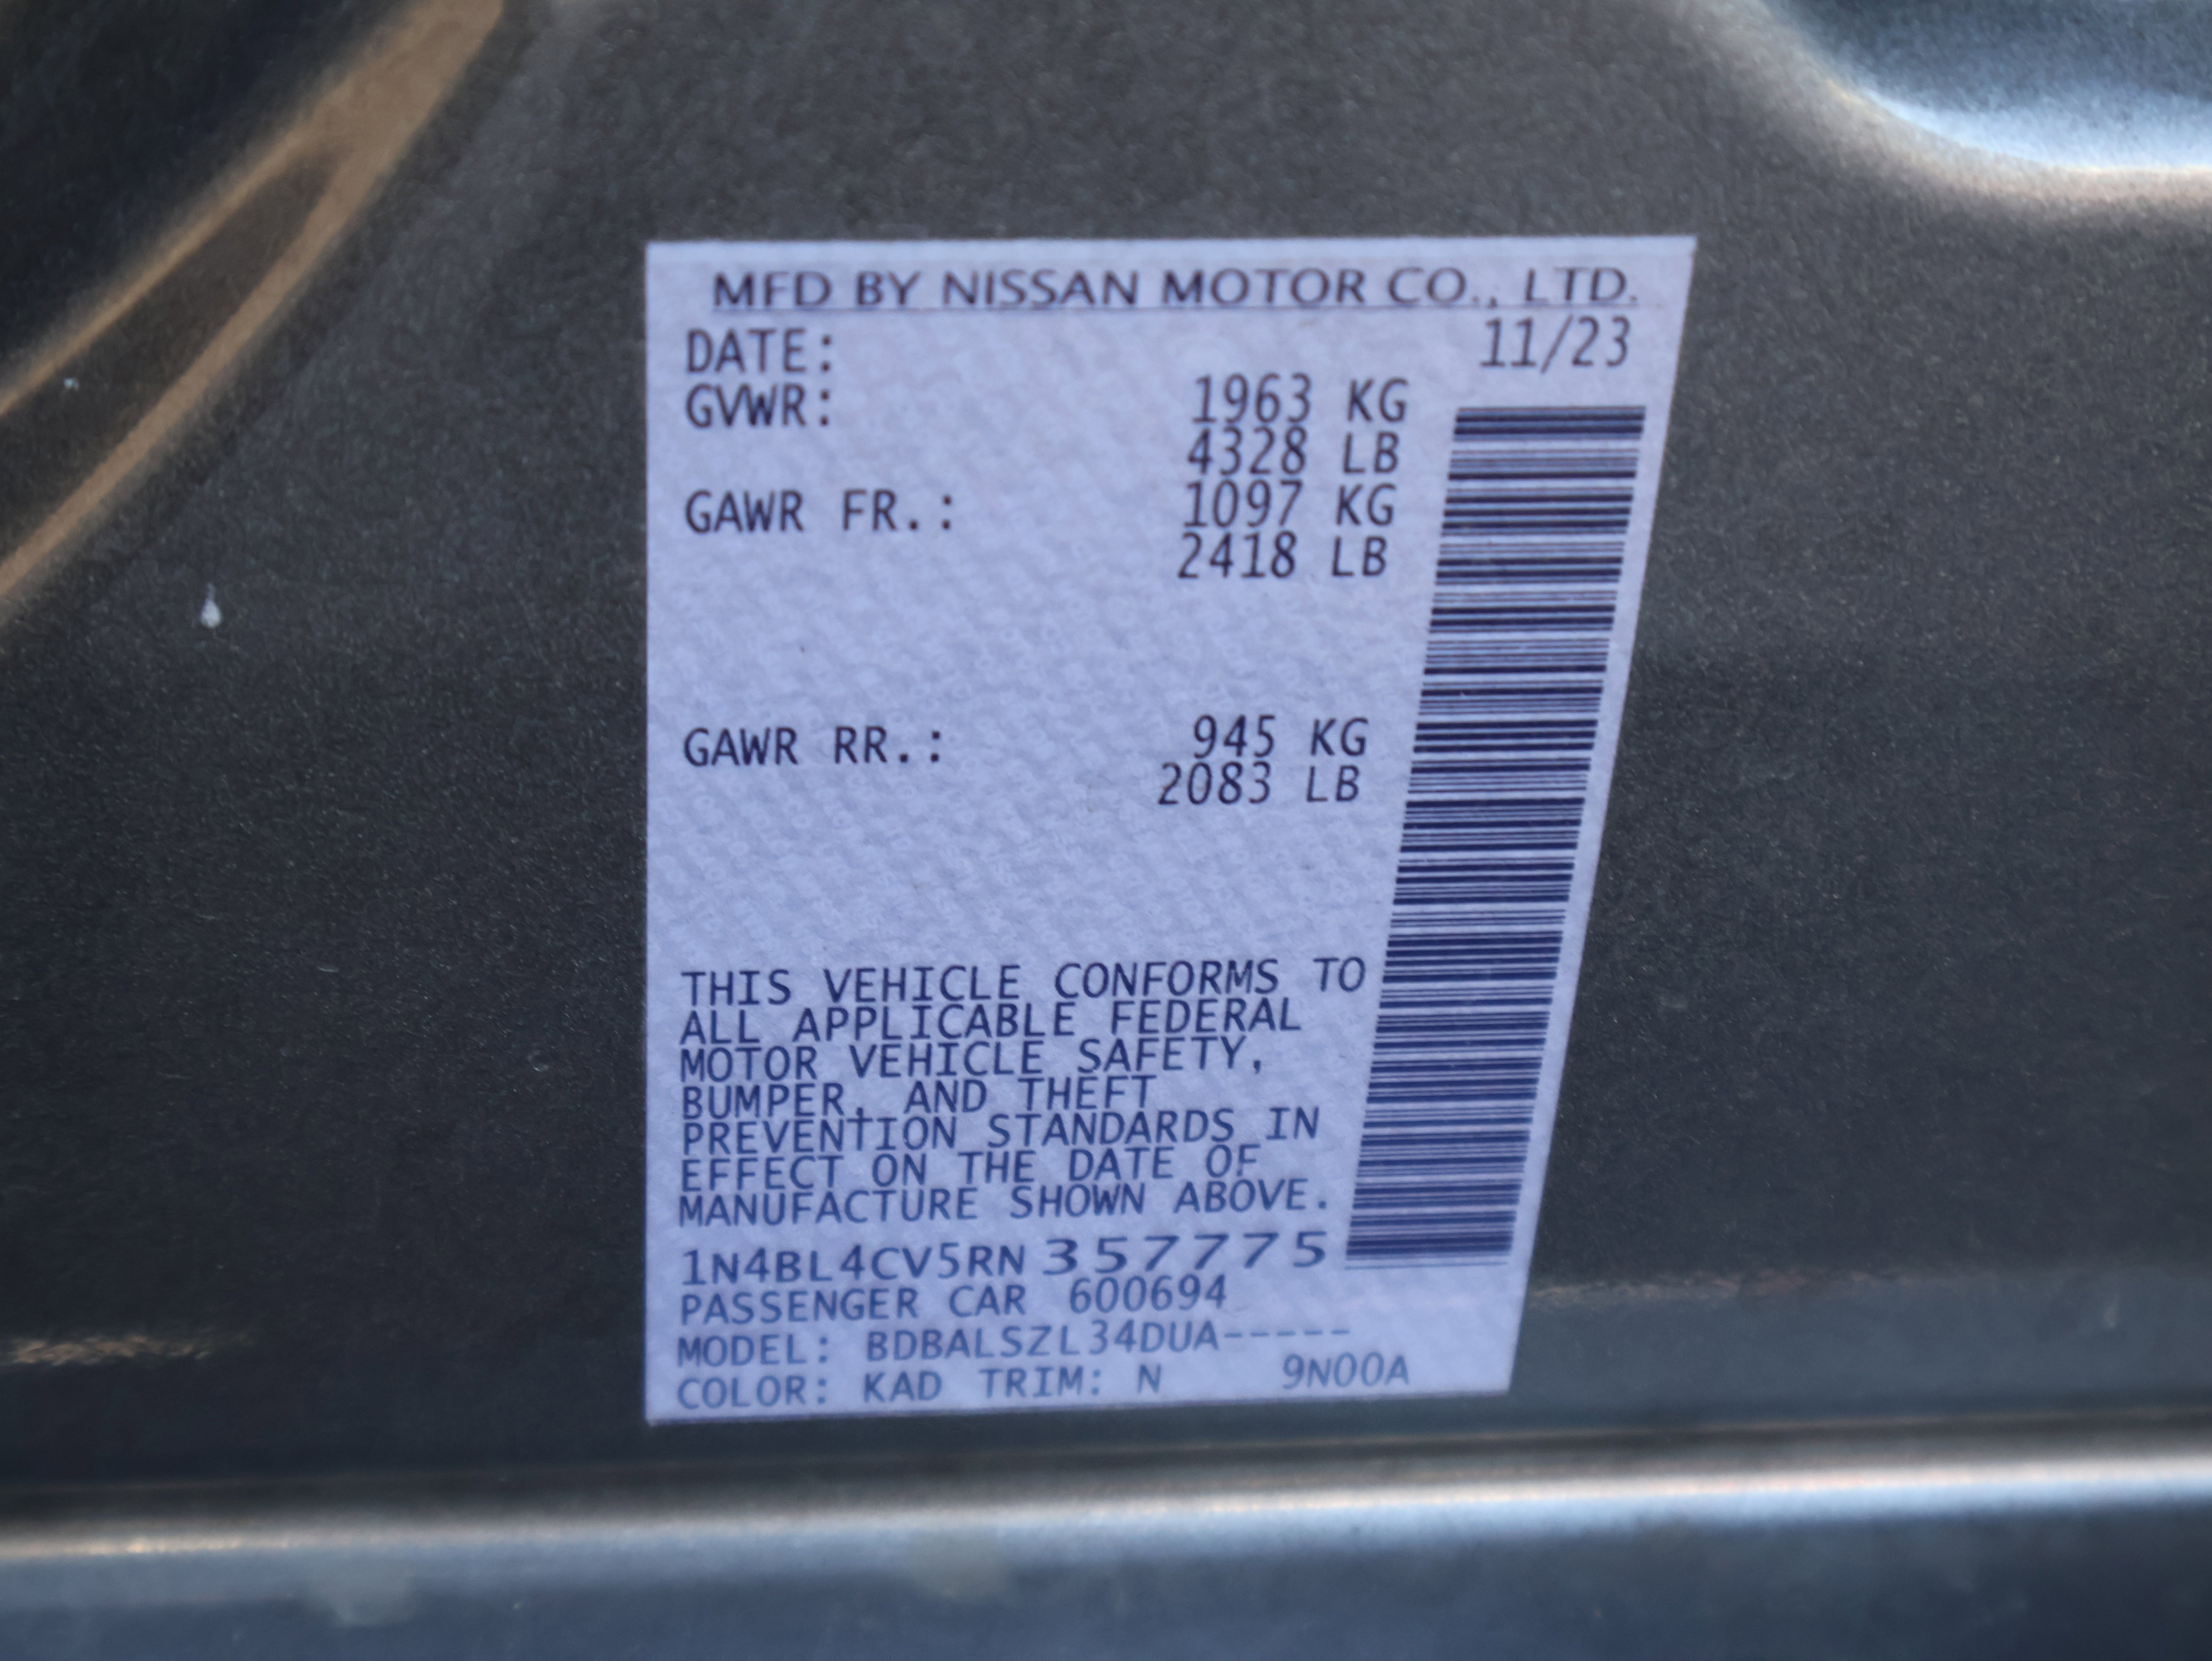 MFD BY NISSAN MOTOR CO., LTD.
DATE: 11/23
GVWR: 1963 KG
4328 LB
GAWR FR.: 1097 KG
2418 LB
GAWR RR.: 945 KG
2083 LB
THIS VEHICLE CONFORMS TO
ALL APPLICABLE FEDERAL
MOTOR VEHICLE SAFETY,
BUMPER, AND THEFT
PREVENTION STANDARDS IN
EFFECT ON THE DATE OF
MANUFACTURE SHOWN ABOVE.
1N4BL4CV5RN 357775
PASSENGER CAR 600694
MODEL: BDBALSZL34DUA-----
COLOR: KAD TRIM: N 9N00A